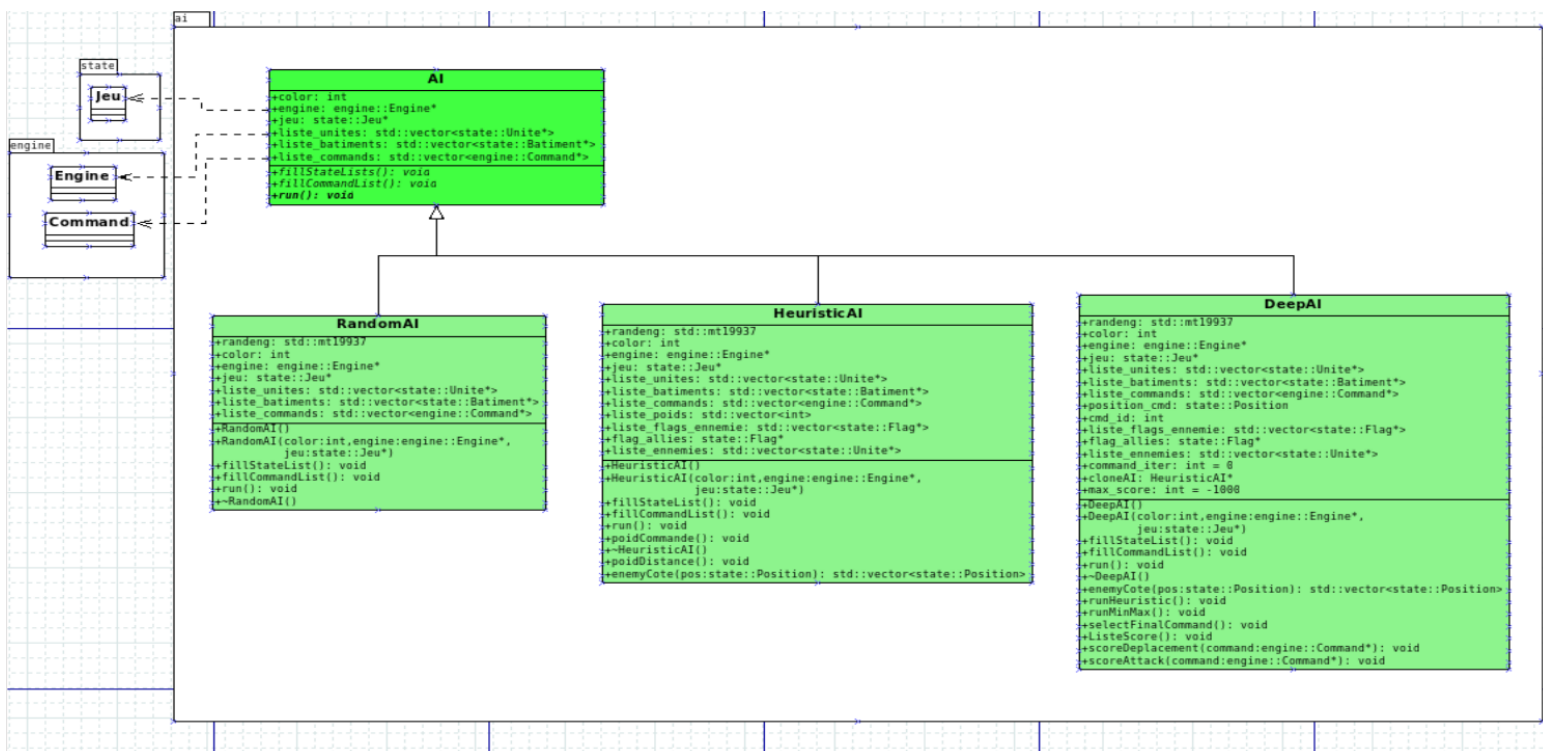 ai
state
Jeu
engine
Engine
Command
AI
+color: int
+engine: engine::Engine*
+jeu: state::Jeu*
+liste_unites: std::vector<state::Unite*>
+liste_batiments: std::vector<state::Batiment*>
+liste_commands: std::vector<engine::Command*>
+fillStateLists(): void
+fillCommandList(): void
+run(): void
RandomAI
+randeng: std::mt19937
+color: int
+engine: engine::Engine*
+jeu: state::Jeu*
+liste_unites: std::vector<state::Unite*>
+liste_batiments: std::vector<state::Batiment*>
+liste_commands: std::vector<engine::Command*>
+RandomAI()
+RandomAI(color:int,engine:engine::Engine*,
jeu:state::Jeu*)
+fillStateList(): void
+fillCommandList(): void
+run(): void
+~RandomAI()
HeuristicAI
+randeng: std::mt19937
+color: int
+engine: engine::Engine*
+jeu: state::Jeu*
+liste_unites: std::vector<state::Unite*>
+liste_batiments: std::vector<state::Batiment*>
+liste_commands: std::vector<engine::Command*>
+liste_poids: std::vector<int>
+liste_flags_ennemie: std::vector<state::Flag*>
+flag_allies: state::Flag*
+liste_ennemies: std::vector<state::Unite*>
+HeuristicAI()
+HeuristicAI(color:int,engine:engine::Engine*,
jeu:state::Jeu*)
+fillStateList(): void
+fillCommandList(): void
+run(): void
+poidCommande(): void
+~HeuristicAI()
+poidDistance(): void
+enemyCote(pos:state::Position): std::vector<state::Position>
DeepAI
+randeng: std::mt19937
+color: int
+engine: engine::Engine*
+jeu: state::Jeu*
+liste_unites: std::vector<state::Unite*>
+liste_batiments: std::vector<state::Batiment*>
+liste_commands: std::vector<engine::Command*>
+position_cmd: state::Position
+cmd_id: int
+liste_flags_ennemie: std::vector<state::Flag*>
+flag_allies: state::Flag*
+liste_ennemies: std::vector<state::Unite*>
+command_iter: int = 0
+cloneAI: HeuristicAI*
+max_score: int = -1000
+DeepAI()
+DeepAI(color:int,engine:engine::Engine*,
jeu:state::Jeu*)
+fillStateList(): void
+fillCommandList(): void
+run(): void
+~DeepAI()
+enemyCote(pos:state::Position): std::vector<state::Position>
+runHeuristic(): void
+runMinMax(): void
+selectFinalCommand(): void
+ListeScore(): void
+scoreDeplacement(command:engine::Command*): void
+scoreAttack(command:engine::Command*): void